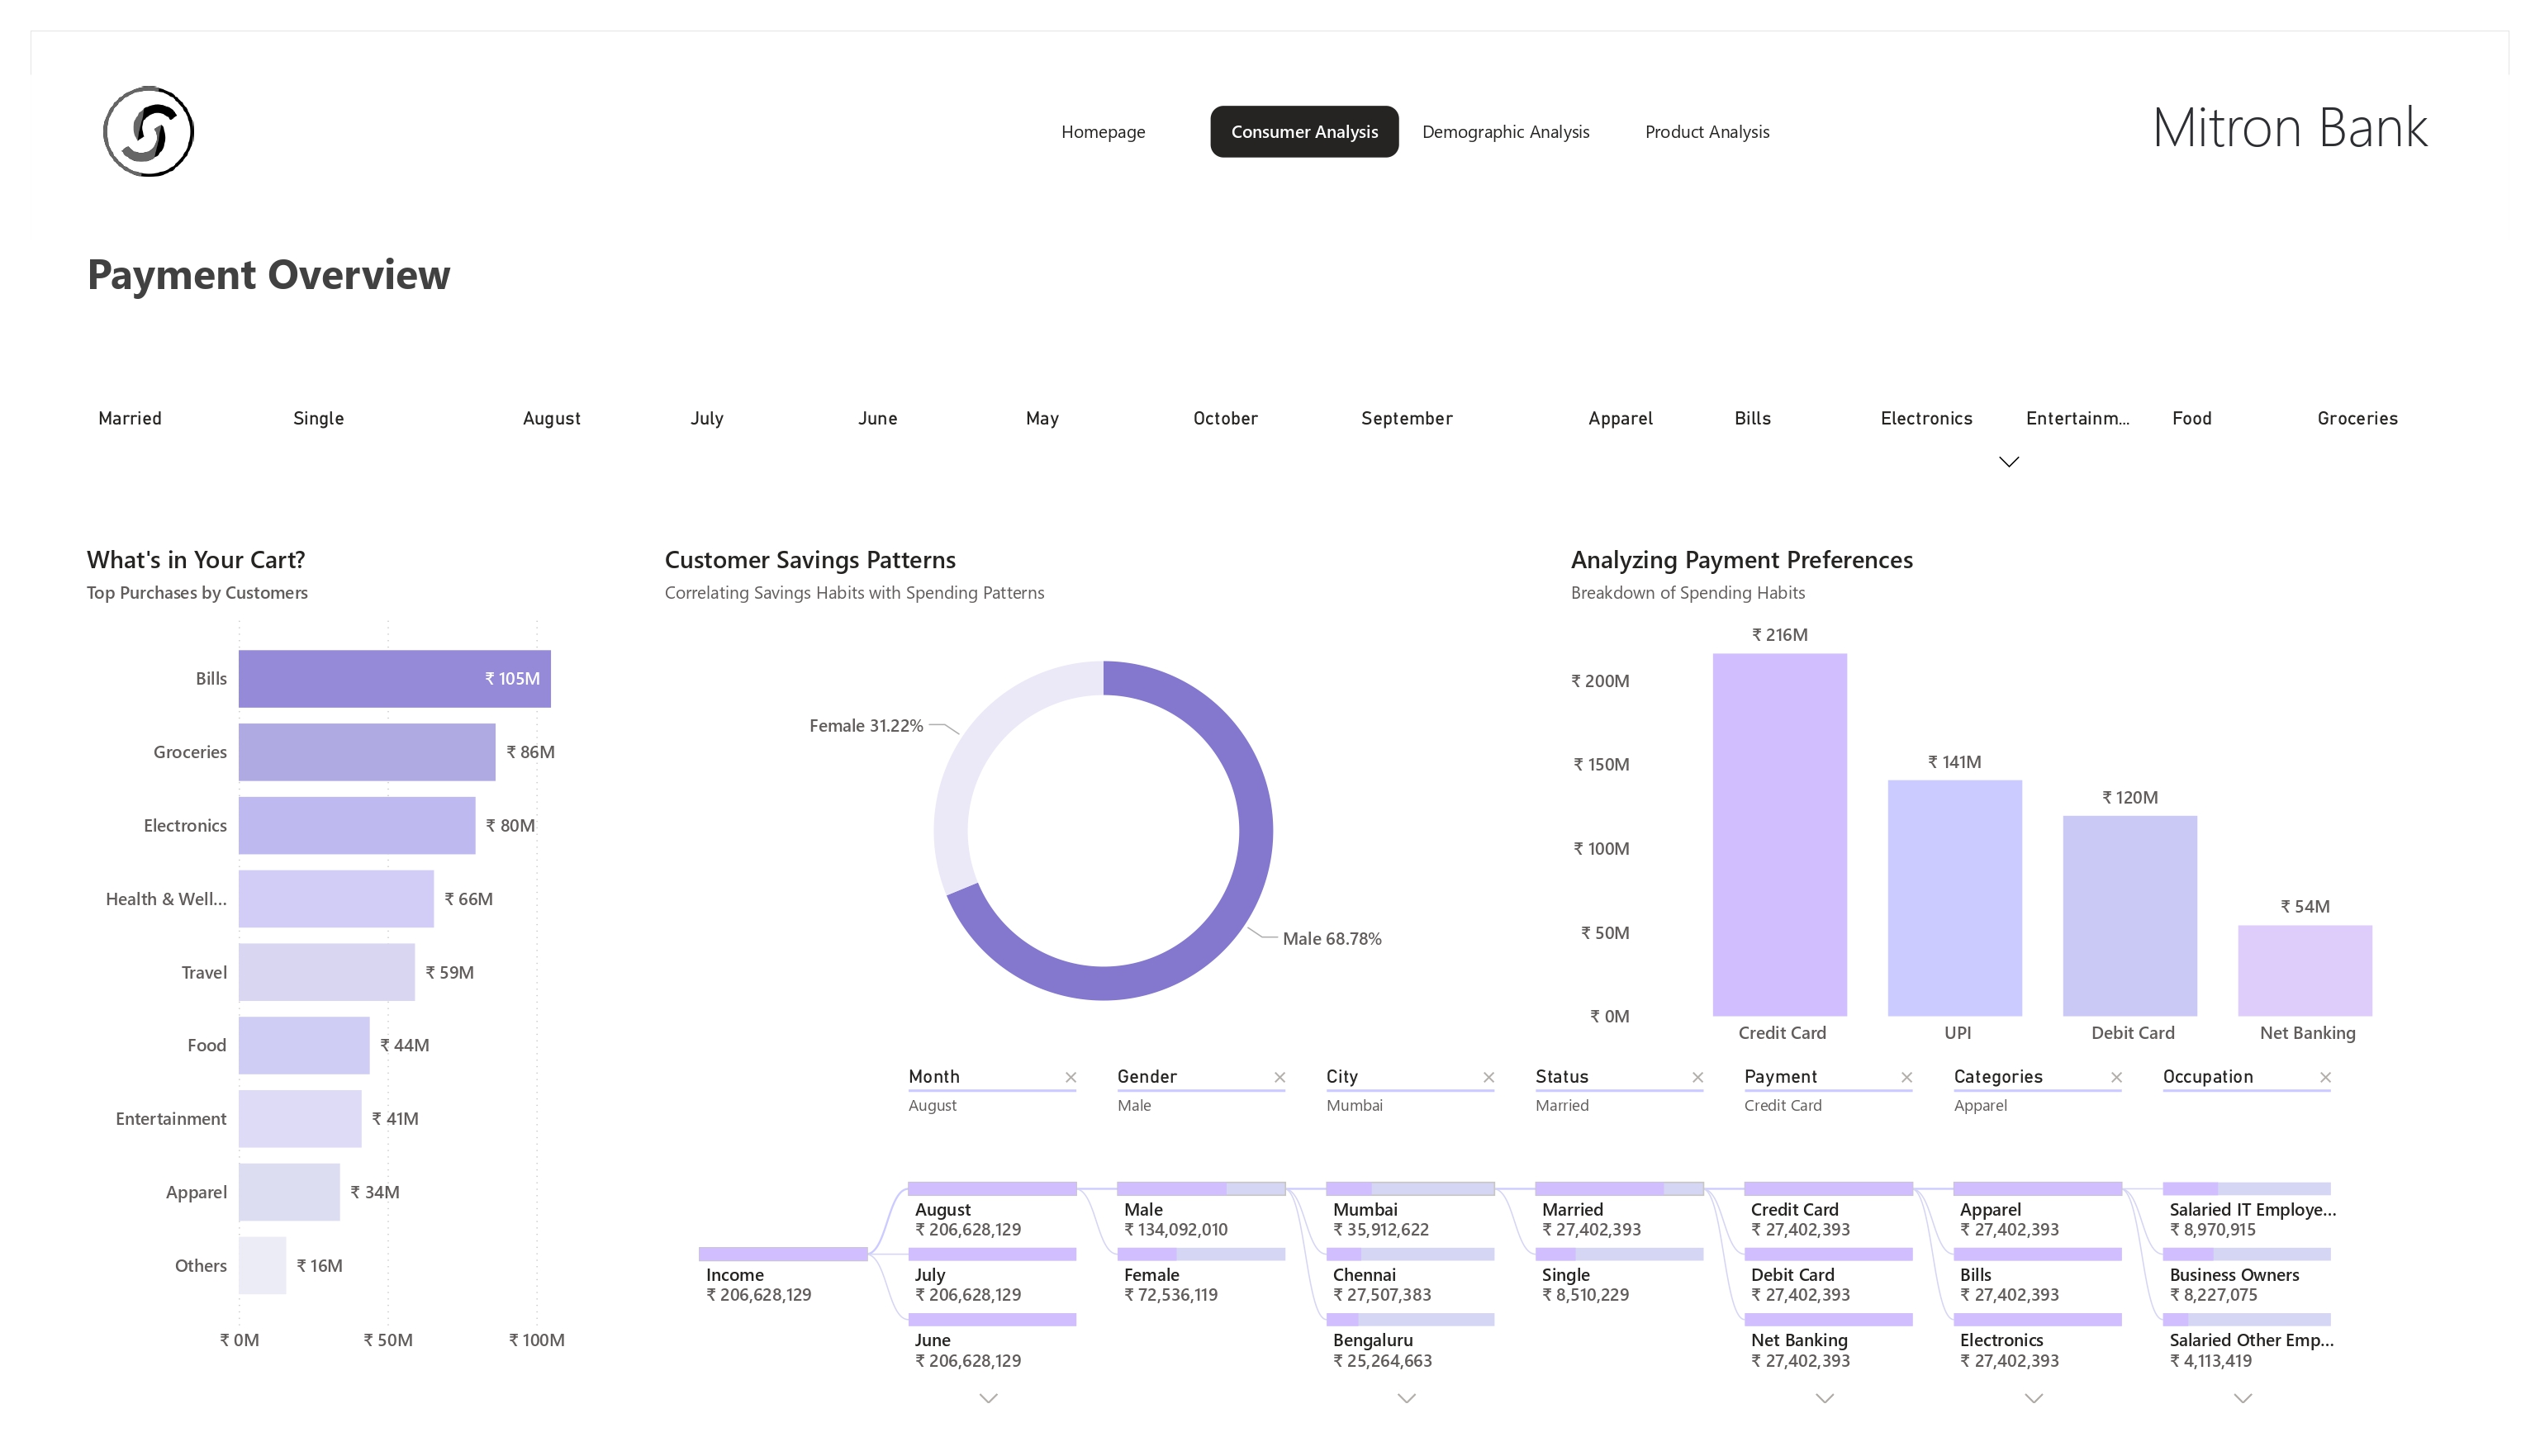 Homepage
Consumer Analysis
Demographic Analysis
Product Analysis
Mitron Bank
Payment Overview
Married
Single
August
July
June
May
October
September
Apparel
Bills
Electronics
Entertainm...
Food
Groceries
What's in Your Cart?
Top Purchases by Customers
Bills
₹ 105M
Groceries
₹ 86M
Electronics
₹ 80M
Health & Well...
₹ 66M
Travel
₹ 59M
Food
₹ 44M
Entertainment
₹ 41M
Apparel
₹ 34M
Others
₹ 16M
₹ 0M
₹ 50M
₹ 100M
Customer Savings Patterns
Correlating Savings Habits with Spending Patterns
Female 31.22%
Male 68.78%
Analyzing Payment Preferences
Breakdown of Spending Habits
₹ 200M
₹ 150M
₹ 100M
₹ 50M
₹ 0M
₹ 216M
₹ 141M
₹ 120M
₹ 54M
Credit Card
UPI
Debit Card
Net Banking
Month
August
Gender
Male
City
Mumbai
Status
Married
Payment
Credit Card
Categories
Apparel
Occupation
Income
₹ 206,628,129
August
₹ 206,628,129
July
₹ 206,628,129
June
₹ 206,628,129
Male
₹ 134,092,010
Female
₹ 72,536,119
Mumbai
₹ 35,912,622
Chennai
₹ 27,507,383
Bengaluru
₹ 25,264,663
Married
₹ 27,402,393
Single
₹ 8,510,229
Credit Card
₹ 27,402,393
Debit Card
₹ 27,402,393
Net Banking
₹ 27,402,393
Apparel
₹ 27,402,393
Bills
₹ 27,402,393
Electronics
₹ 27,402,393
Salaried IT Employe...
₹ 8,970,915
Business Owners
₹ 8,227,075
Salaried Other Emp...
₹ 4,113,419